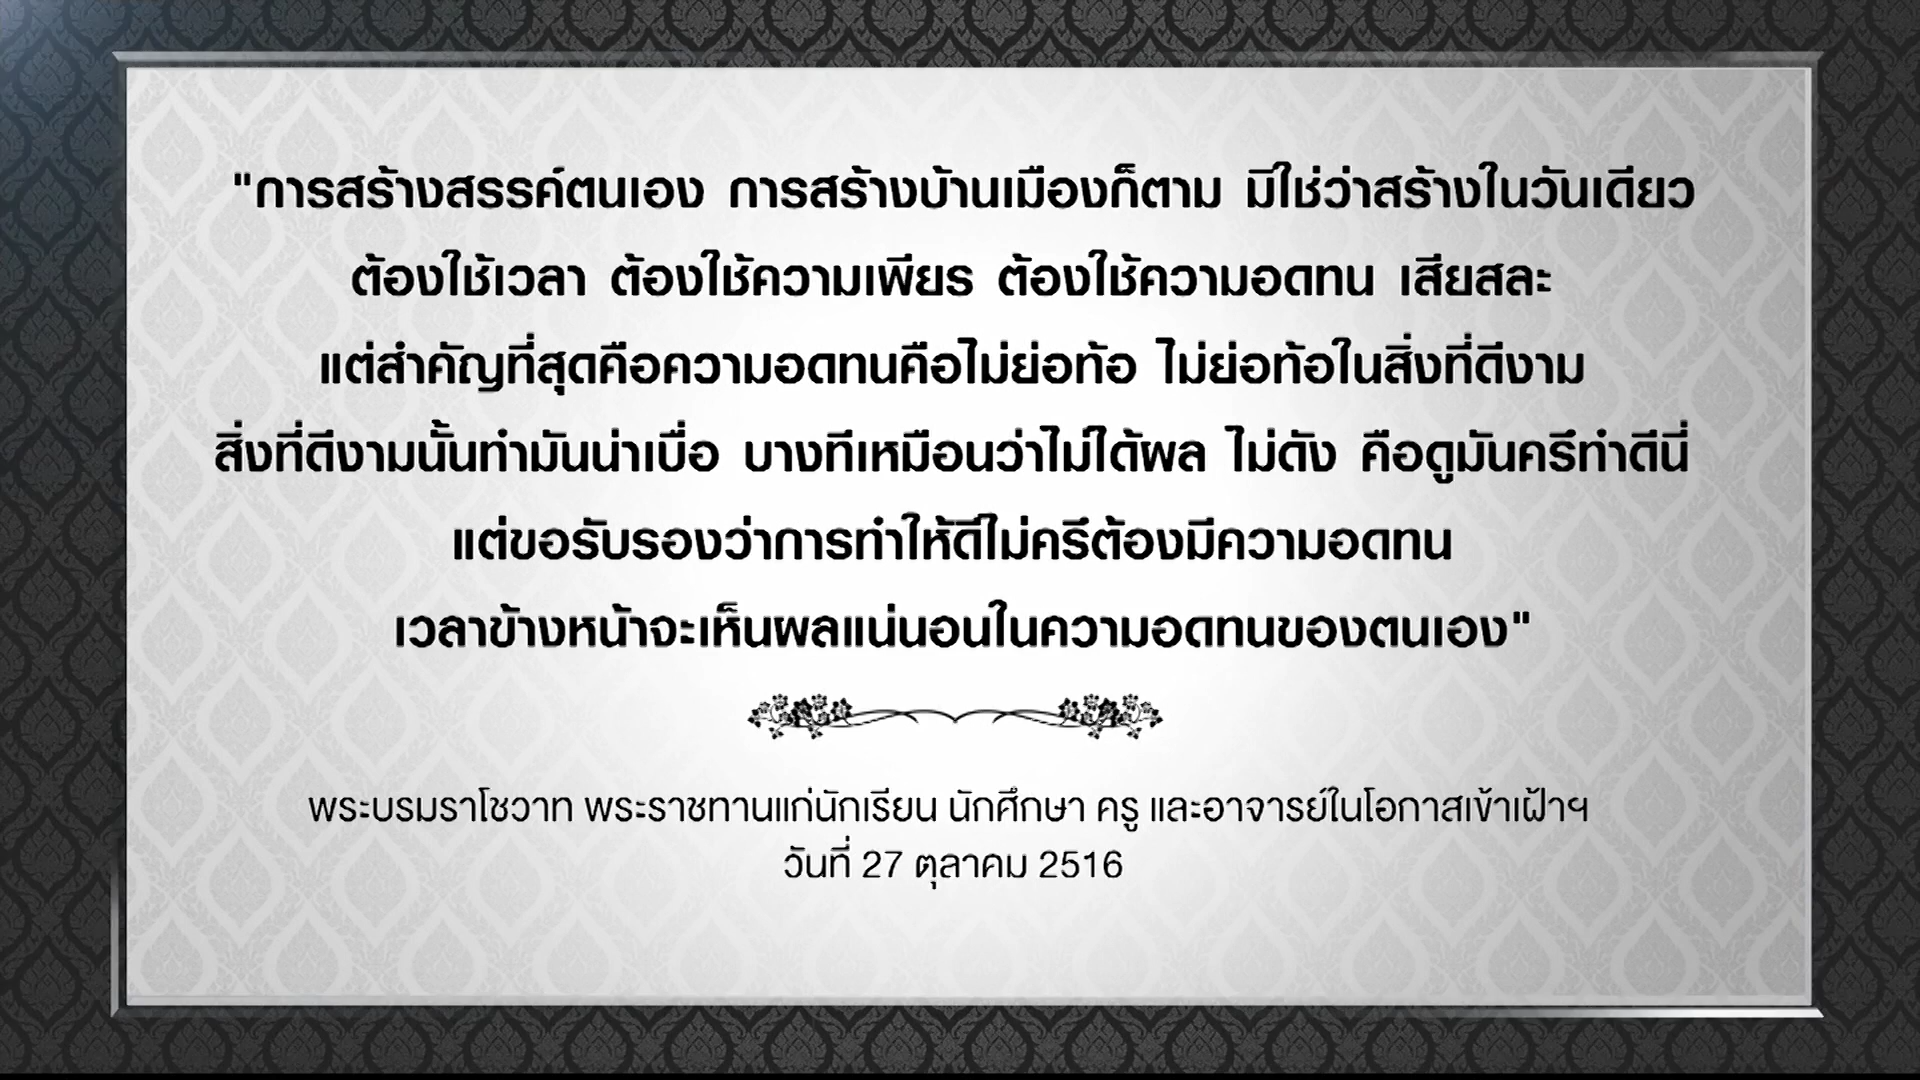 "การสร้างสรรค์ตนเอง การสร้างบ้านเมืองก็ตาม มิใช่ว่าสร้างในวันเดียว
ต้องใช้เวลา ต้องใช้ความเพียร ต้องใช้ความอดทน เสียสละ
แต่สำคัญที่สุดคือความอดทนคือไม่ย่อท้อ ไม่ย่อท้อในสิ่งที่ดีงาม
สิ่งที่ดีงามนั้นทำมันน่าเบื่อ บางทีเหมือนว่าไม่ได้ผล ไม่ดัง คือดูมันครึทำดีนี่
แต่ขอรับรองว่าการทำให้ดีไม่ครึต้องมีความอดทน
เวลาข้างหน้าจะเห็นผลแน่นอนในความอดทนของตนเอง"
พระบรมราโชวาท พระราชทานแก่นักเรียน นักศึกษา ครู และอาจารย์ในโอกาสเข้าเฝ้าฯ
วันที่ 27 ตุลาคม 2516